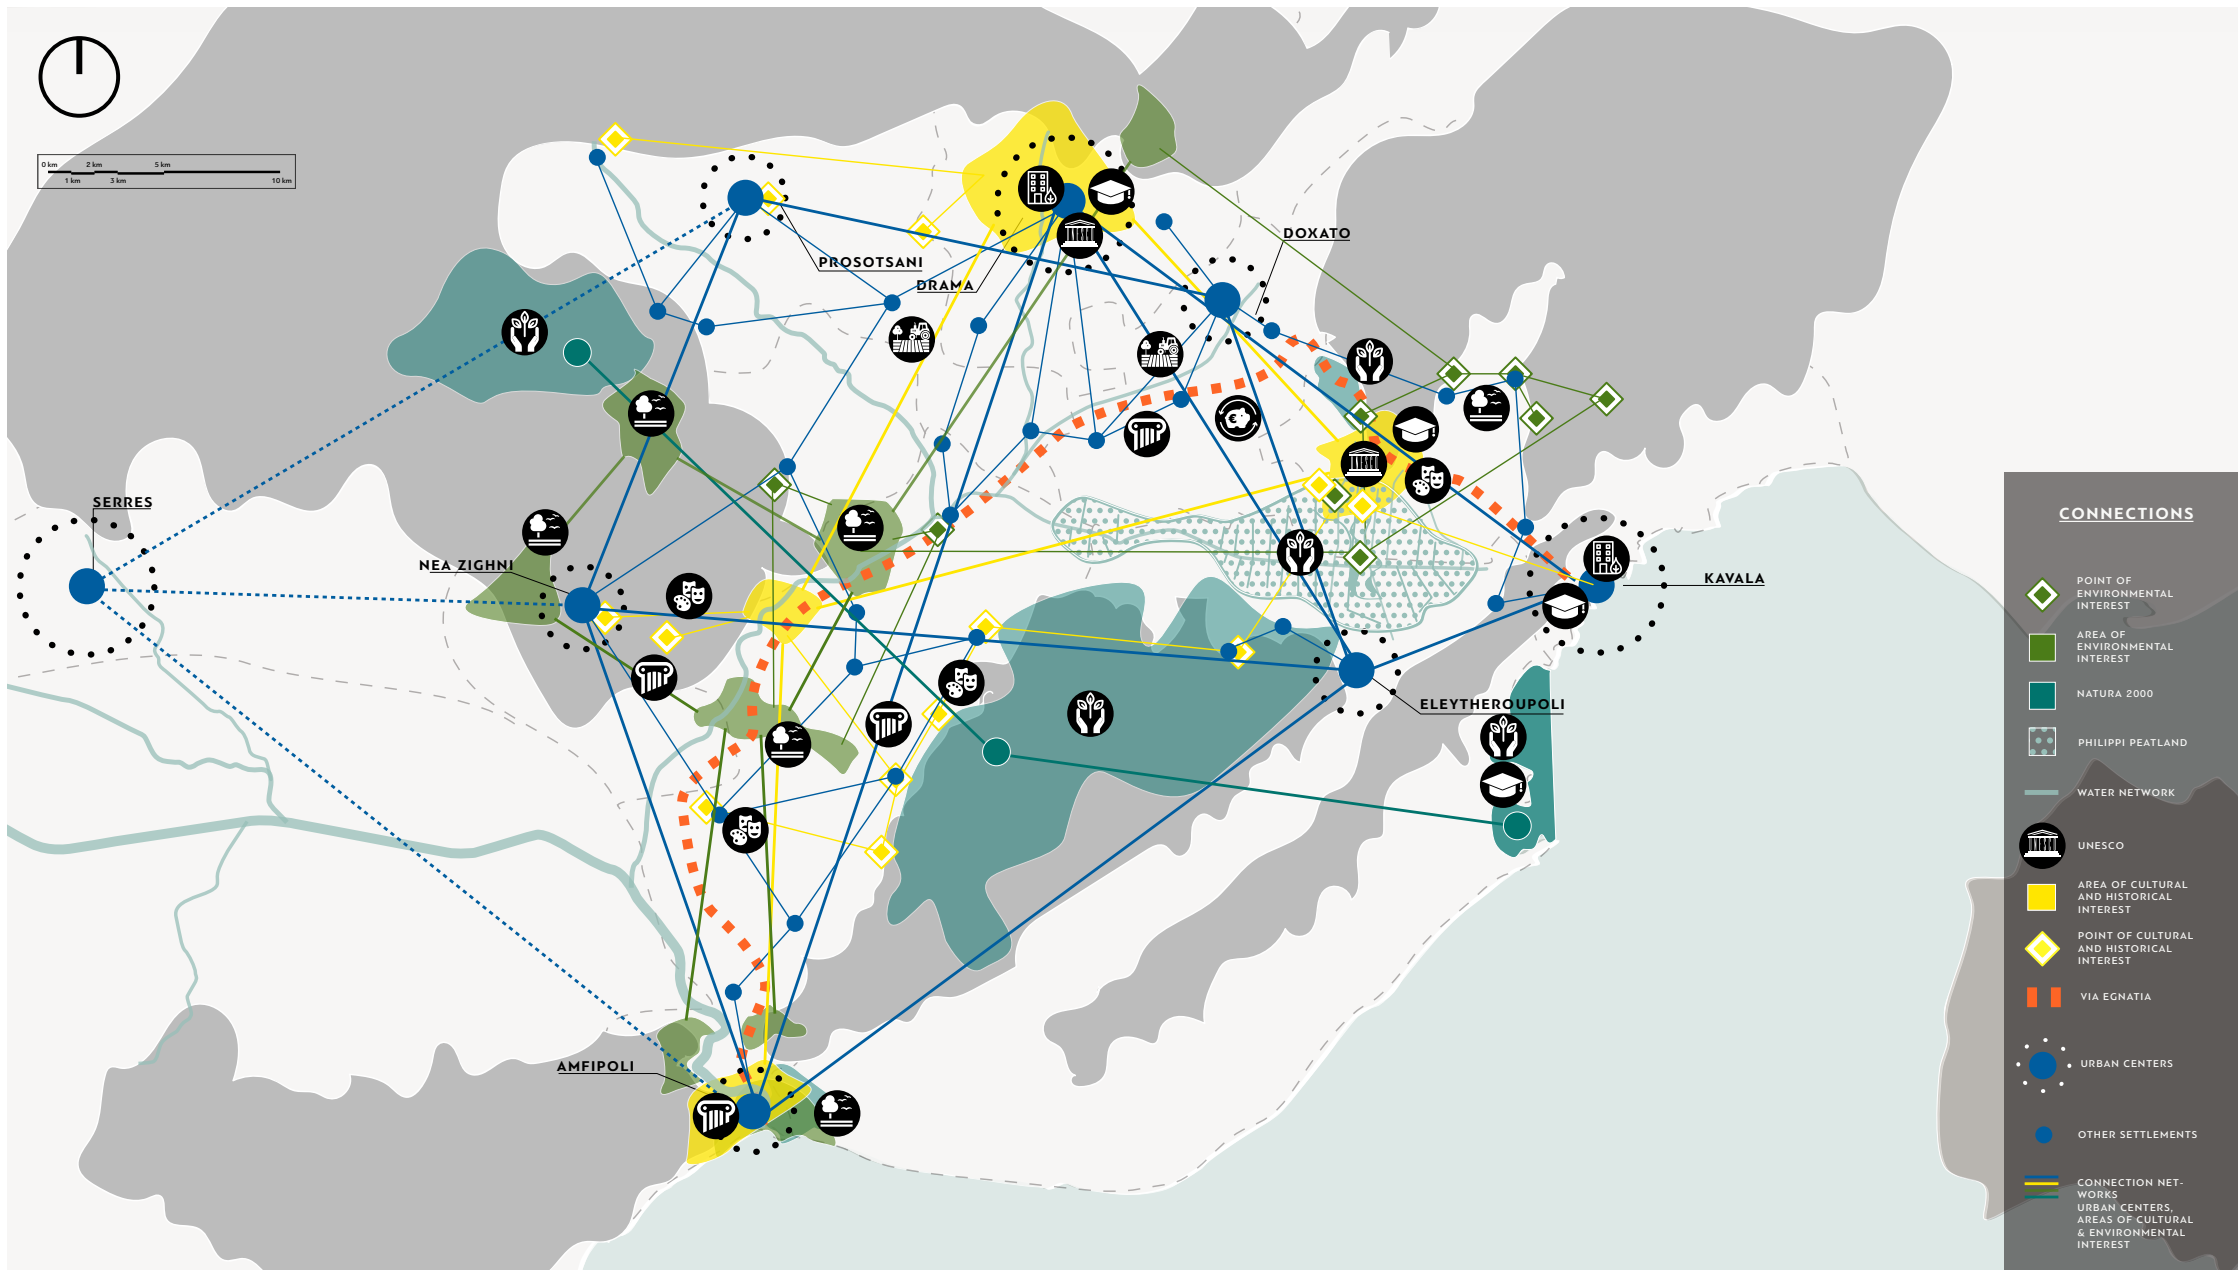 0 km 2 km 5 km
1 km 3 km 10 km
DOXATO
PROSOTSANI
DRAMA
SERRES
NEA ZIGHNI
KAVALA
ELEYTHEROUPOLI
AMFIPOLI
CONNECTIONS
POINT OF
ENVIRONMENTAL
INTEREST
AREA OF
ENVIRONMENTAL
INTEREST
NATURA 2000
PHILIPPI PEATLAND
WATER NETWORK
UNESCO
AREA OF CULTURAL
AND HISTORICAL
INTEREST
POINT OF CULTURAL
AND HISTORICAL
INTEREST
VIA EGNATIA
URBAN CENTERS
OTHER SETTLEMENTS
CONNECTION NET-
WORKS
URBAN CENTERS,
AREAS OF CULTURAL
& ENVIRONMENTAL
INTEREST